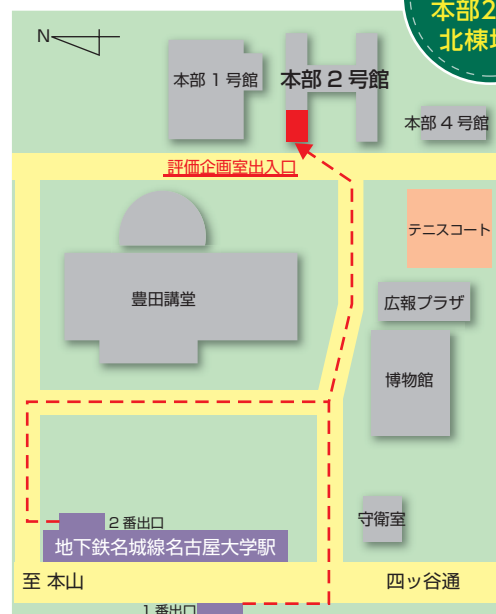 本部2
北棟
N
本部1号館
本部2号館
本部4号館
評価企画室出入口
テニスコート
豊田講堂
広報プラザ
博物館
2番出口
守衛室
地下鉄名城線名古屋大学駅
至 本山
四ッ谷通
1番出口